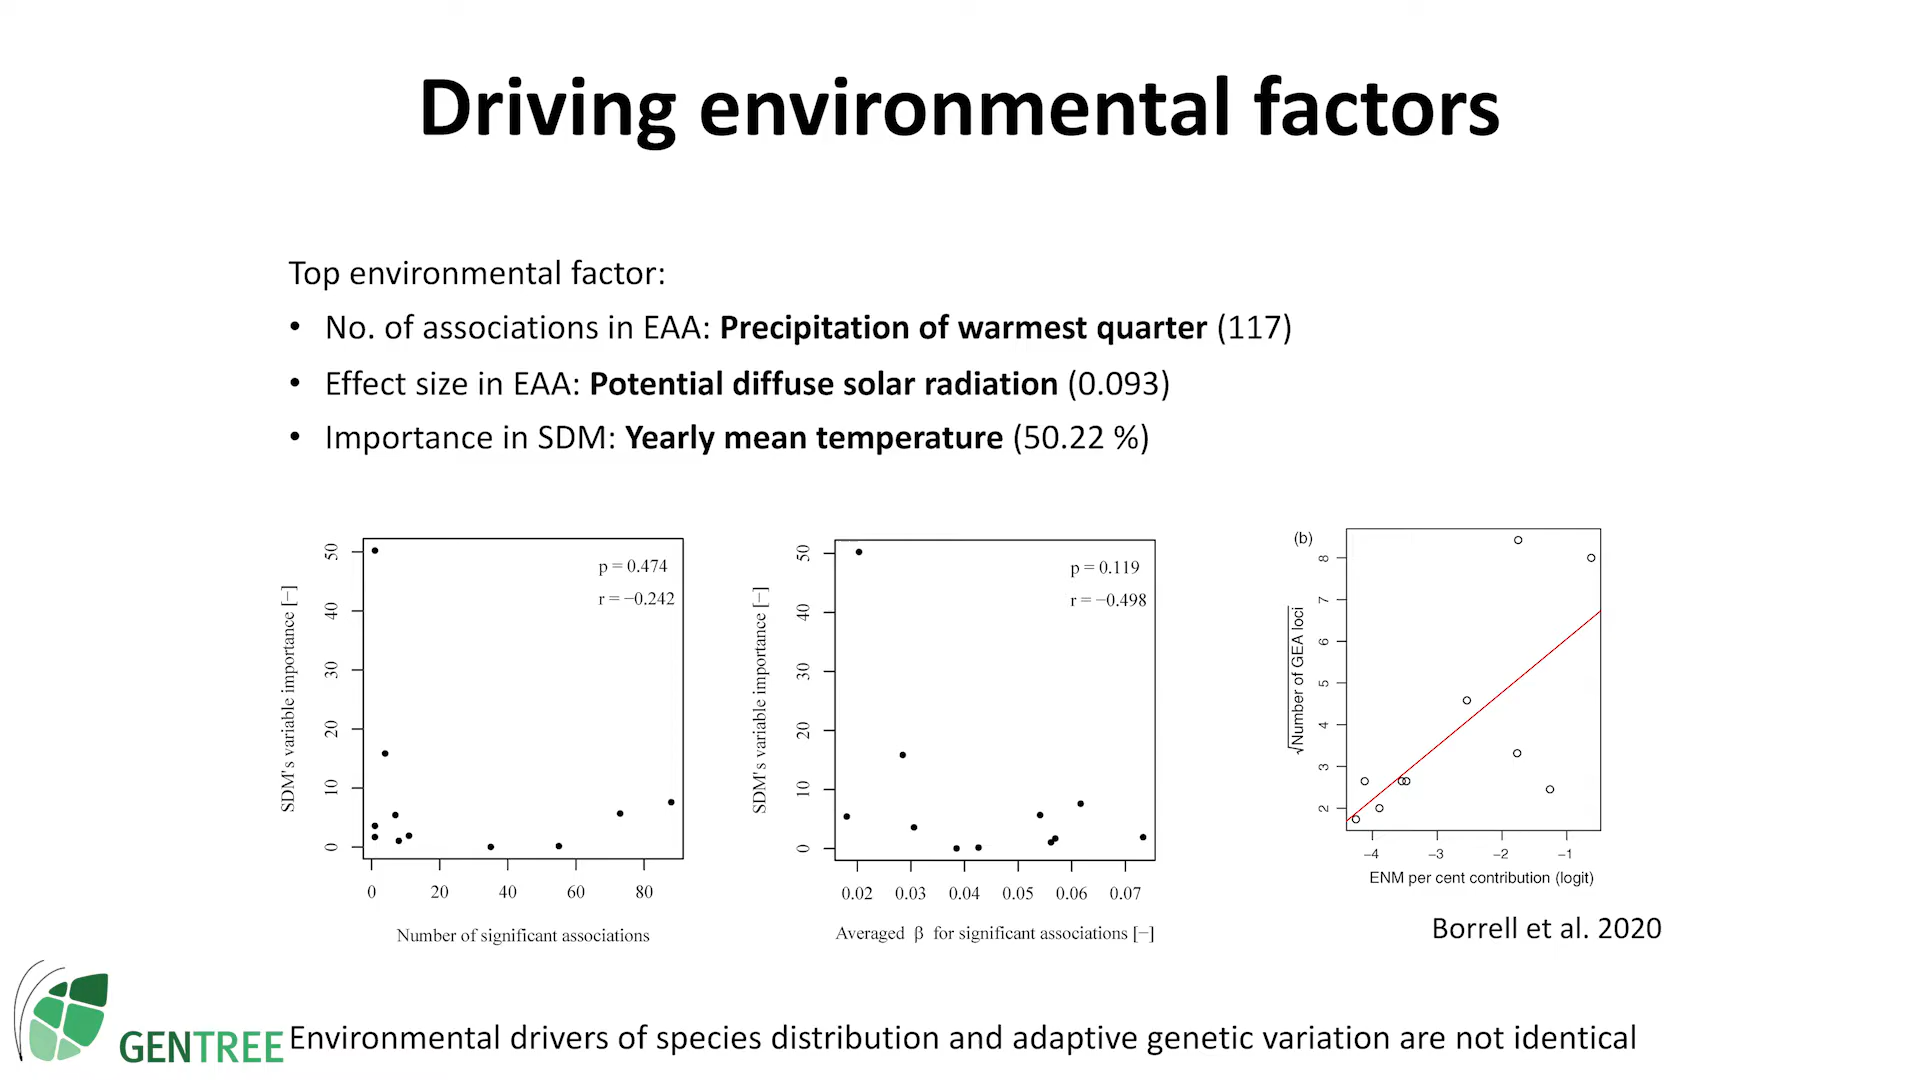 Driving environmental factors
Top environmental factor:
• No. of associations in EAA: Precipitation of warmest quarter (117)
• Effect size in EAA: Potential diffuse solar radiation (0.093)
• Importance in SDM: Yearly mean temperature (50.22 %)
SDM's variable importance [−]
50
40
30
20
10
0
p = 0.474
r = −0.242
0 20 40 60 80
Number of significant associations
SDM's variable importance [−]
50
40
30
20
10
0
p = 0.119
r = −0.498
0.02 0.03 0.04 0.05 0.06 0.07
Averaged β for significant associations [−]
(b)
√Number of GEA loci
8
7
6
5
4
3
2
−4 −3 −2 −1
ENM per cent contribution (logit)
Borrell et al. 2020
GENTREE
Environmental drivers of species distribution and adaptive genetic variation are not identical